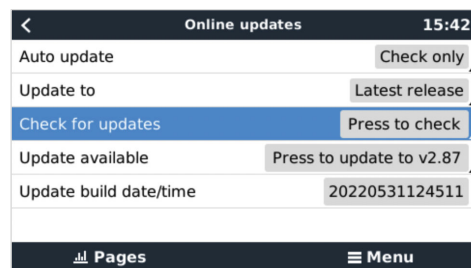 Online updates 15:42
Auto update Check only
Update to Latest release
Check for updates Press to check
Update available Press to update to v2.87
Update build date/time 20220531124511
Pages Menu